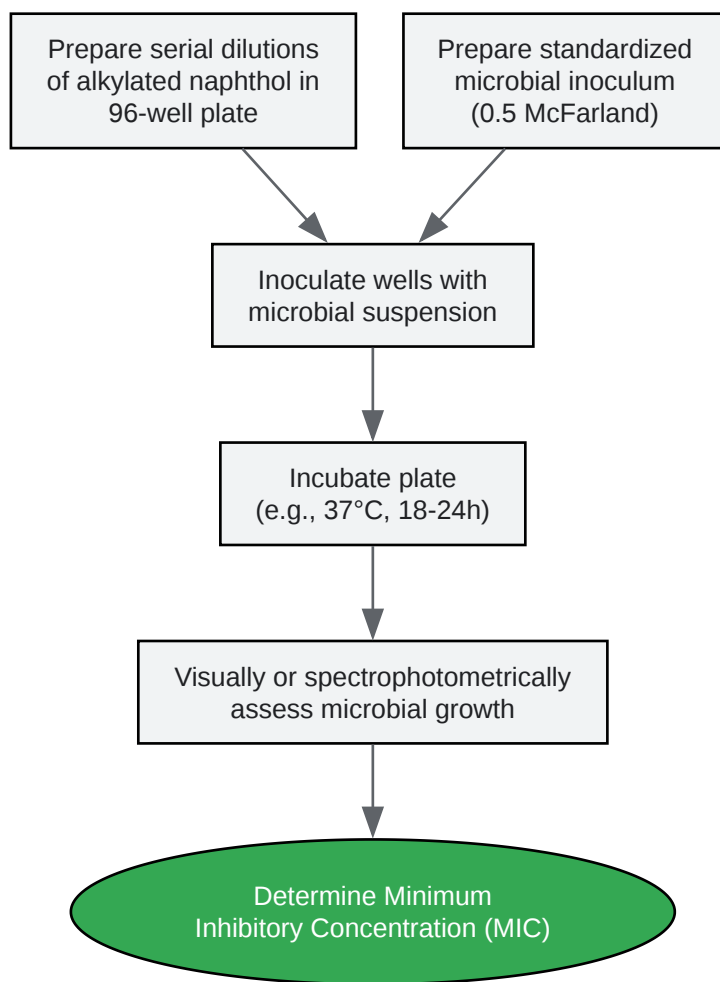 Prepare serial dilutions
of alkylated naphthol in
96-well plate
Prepare standardized
microbial inoculum
(0.5 McFarland)
Inoculate wells with
microbial suspension
Incubate plate
(e.g., 37°C, 18-24h)
Visually or spectrophotometrically
assess microbial growth
Determine Minimum
Inhibitory Concentration (MIC)